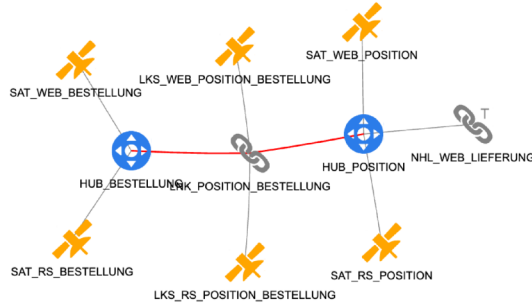 SAT_WEB_POSITION
LKS_WEB_POSITION_BESTELLUNG
SAT_WEB_BESTELLUNG
T
NHL_WEB_LIEFERUNG
HUB_POSITION
HUB_BESTELLUNG
LNK_POSITION_BESTELLUNG
SAT_RS_BESTELLUNG
SAT_RS_POSITION
LKS_RS_POSITION_BESTELLUNG